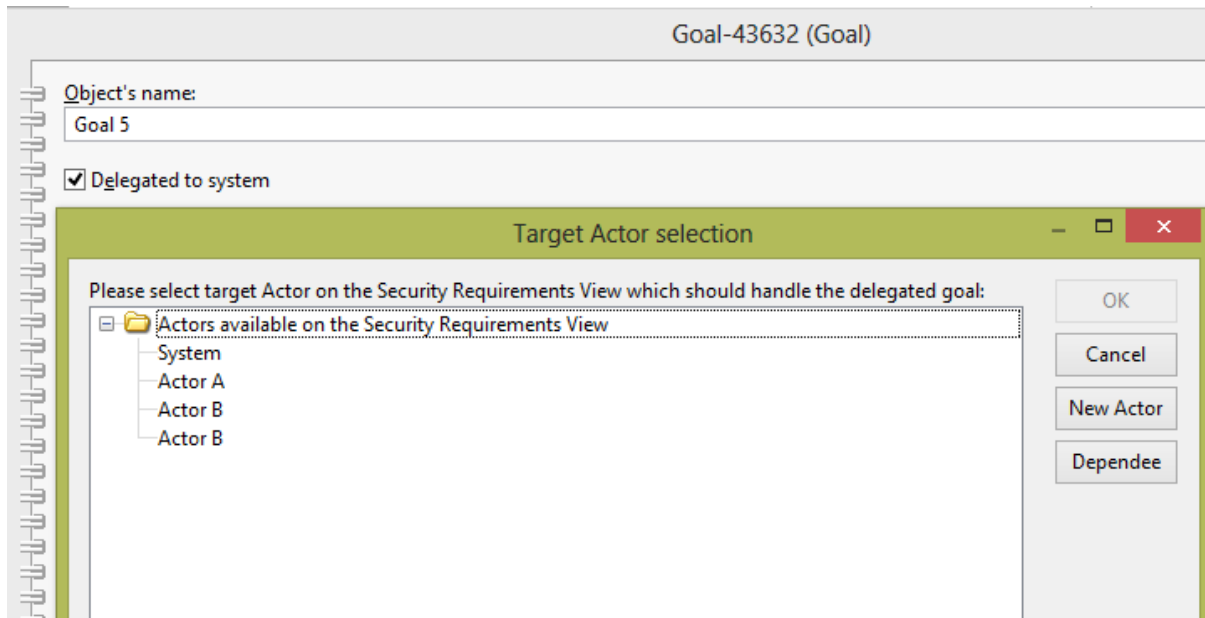 Goal-43632 (Goal)
Object's name:
Goal 5
Delegated to system
Target Actor selection
Please select target Actor on the Security Requirements View which should handle the delegated goal:
Actors available on the Security Requirements View
System
Actor A
Actor B
Actor B
OK
Cancel
New Actor
Dependee